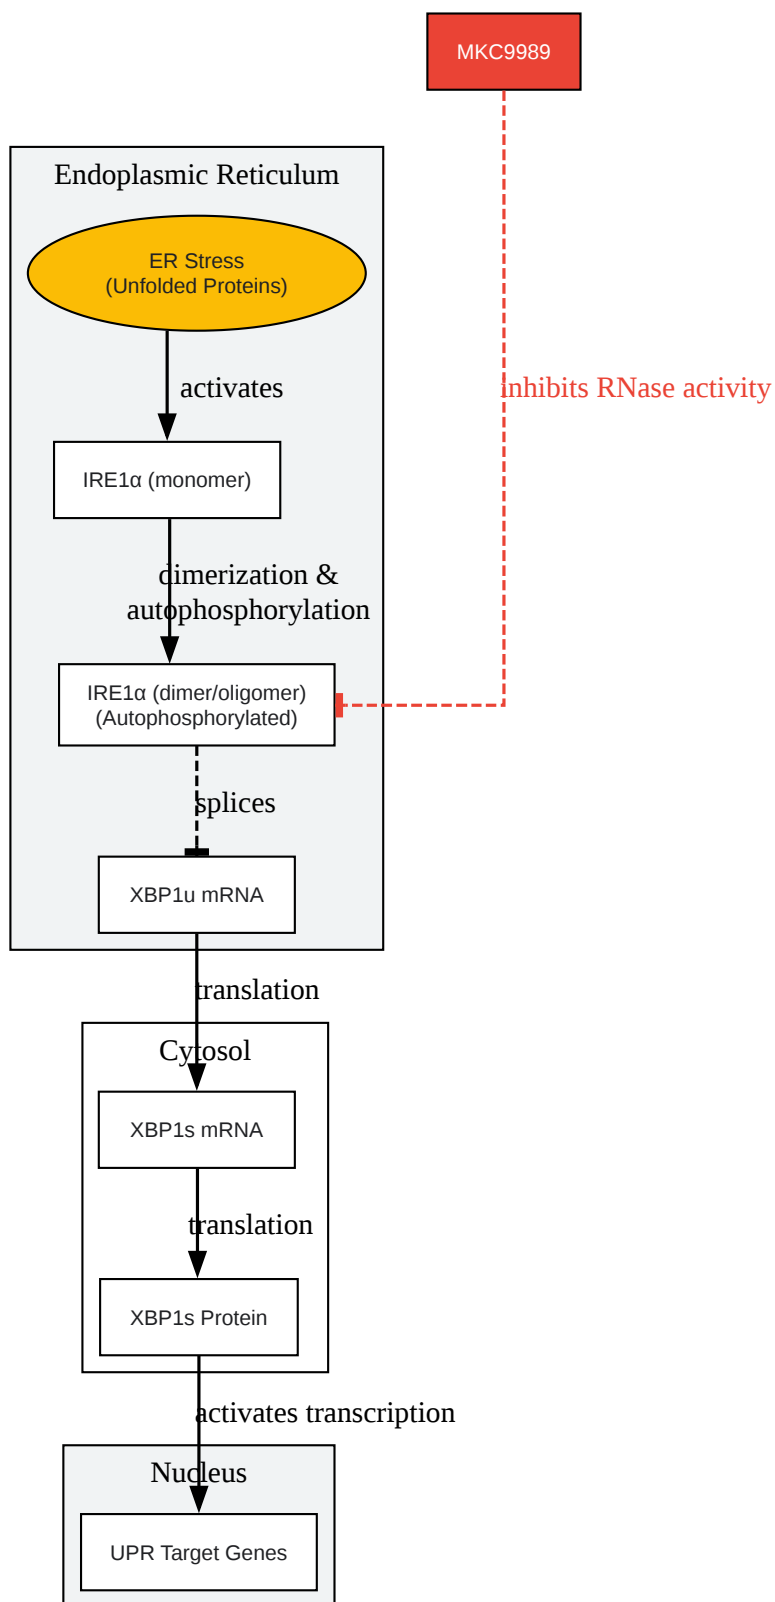 MKC9989
Endoplasmic Reticulum
ER Stress
(Unfolded Proteins)
activates
inhibits RNase activity
IRE1α (monomer)
dimerization &
autophosphorylation
IRE1α (dimer/oligomer)
(Autophosphorylated)
splices
XBP1u mRNA
translation
Cytosol
XBP1s mRNA
translation
XBP1s Protein
activates transcription
Nucleus
UPR Target Genes